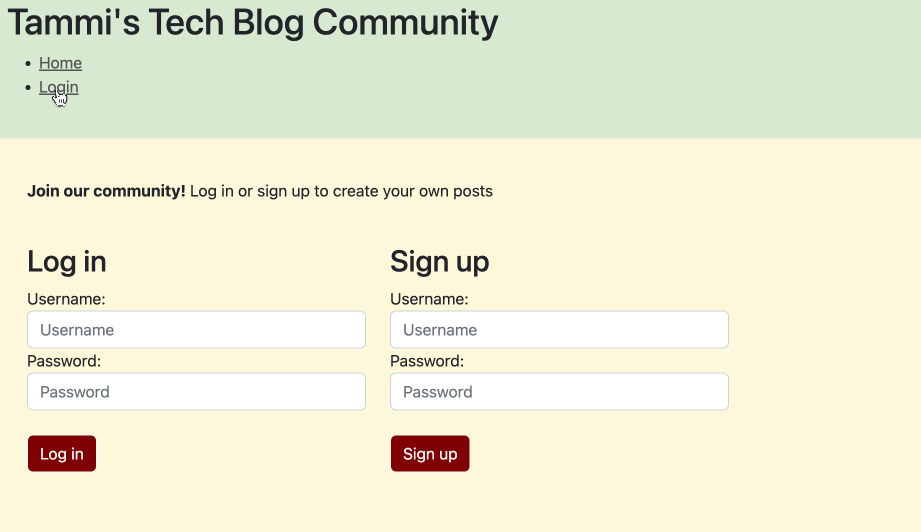 Tammi's Tech Blog Community
Home
Login
Join our community! Log in or sign up to create your own posts
Log in
Username:
Username
Password:
Password
Log in
Sign up
Username:
Username
Password:
Password
Sign up